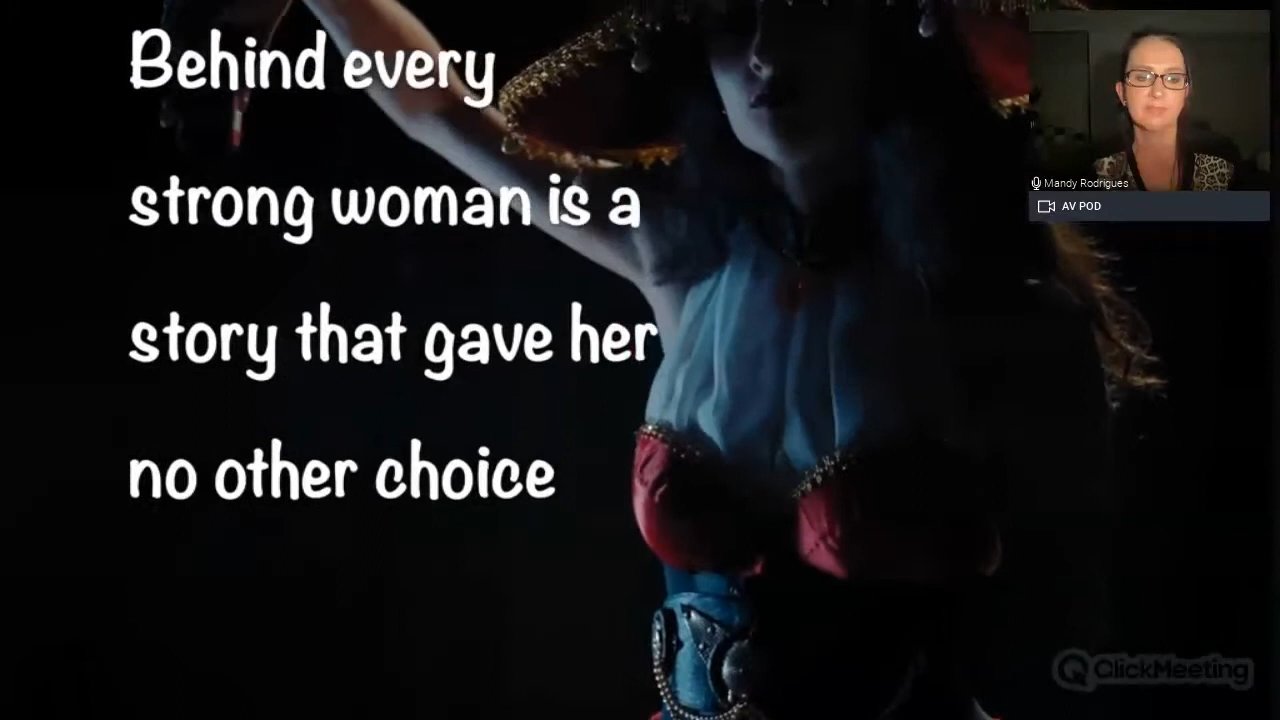 Behind every
strong woman is a
story that gave her
no other choice
Mandy Rodrigues
AV POD
ClickMeeting